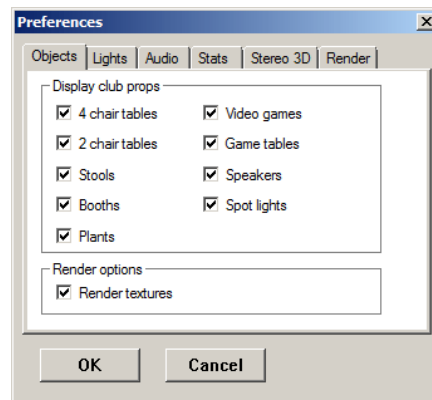 Preferences
Objects Lights Audio Stats Stereo 3D Render
Display club props
4 chair tables Video games
2 chair tables Game tables
Stools Speakers
Booths Spot lights
Plants
Render options
Render textures
OK Cancel